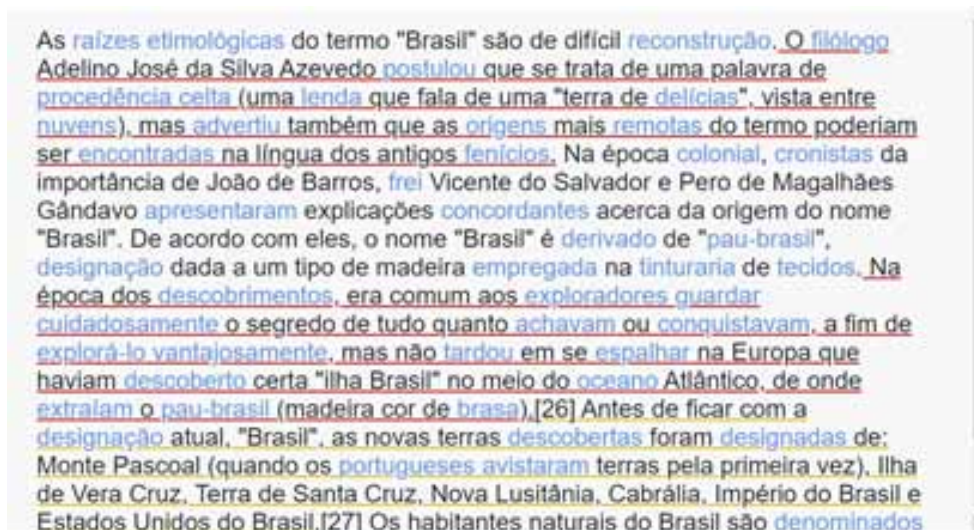 As raízes etimológicas do termo "Brasil" são de difícil reconstrução. O filólogo
Adelino José da Silva Azevedo postulou que se trata de uma palavra de
procedência celta (uma lenda que fala de uma "terra de delícias", vista entre
nuvens), mas advertiu também que as origens mais remotas do termo poderiam
ser encontradas na língua dos antigos fenícios. Na época colonial, cronistas da
importância de João de Barros, frei Vicente do Salvador e Pero de Magalhães
Gândavo apresentaram explicações concordantes acerca da origem do nome
"Brasil". De acordo com eles, o nome "Brasil" é derivado de "pau-brasil",
designação dada a um tipo de madeira empregada na tinturaria de tecidos. Na
época dos descobrimentos, era comum aos exploradores guardar
cuidadosamente o segredo de tudo quanto achavam ou conquistavam, a fim de
explorá-lo vantajosamente, mas não tardou em se espalhar na Europa que
haviam descoberto certa "ilha Brasil" no meio do oceano Atlântico, de onde
extraíam o pau-brasil (madeira cor de brasa).[26] Antes de ficar com a
designação atual, "Brasil", as novas terras descobertas foram designadas de:
Monte Pascoal (quando os portugueses avistaram terras pela primeira vez), Ilha
de Vera Cruz, Terra de Santa Cruz, Nova Lusitânia, Cabrália, Império do Brasil e
Estados Unidos do Brasil.[27] Os habitantes naturais do Brasil são denominados